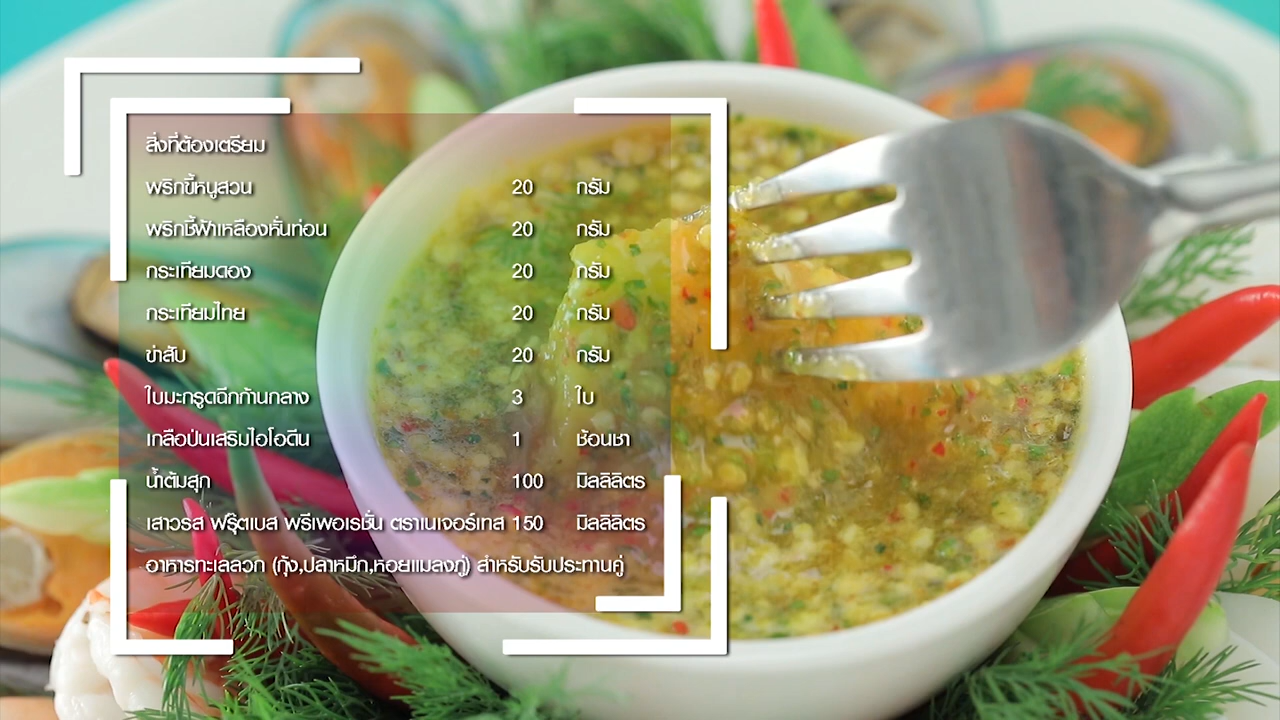 สิ่งที่ต้องเตรียม
พริกขี้หนูสวน 20 กรัม
พริกชี้ฟ้าเหลืองหั่นท่อน 20 กรัม
กระเทียมดอง 20 กรัม
กระเทียมไทย 20 กรัม
ข่าสับ 20 กรัม
ใบมะกรูดฉีกก้านกลาง 3 ใบ
เกลือป่นเสริมไอโอดีน 1 ช้อนชา
น้ำต้มสุก 100 มิลลิลิตร
เสาวรส ฟรุ๊ตเบส พรีเพอเรชั่น ตราเนเจอร์เทส 150 มิลลิลิตร
อาหารทะเลลวก (กุ้ง,ปลาหมึก,หอยแมลงภู่) สำหรับรับประทานคู่